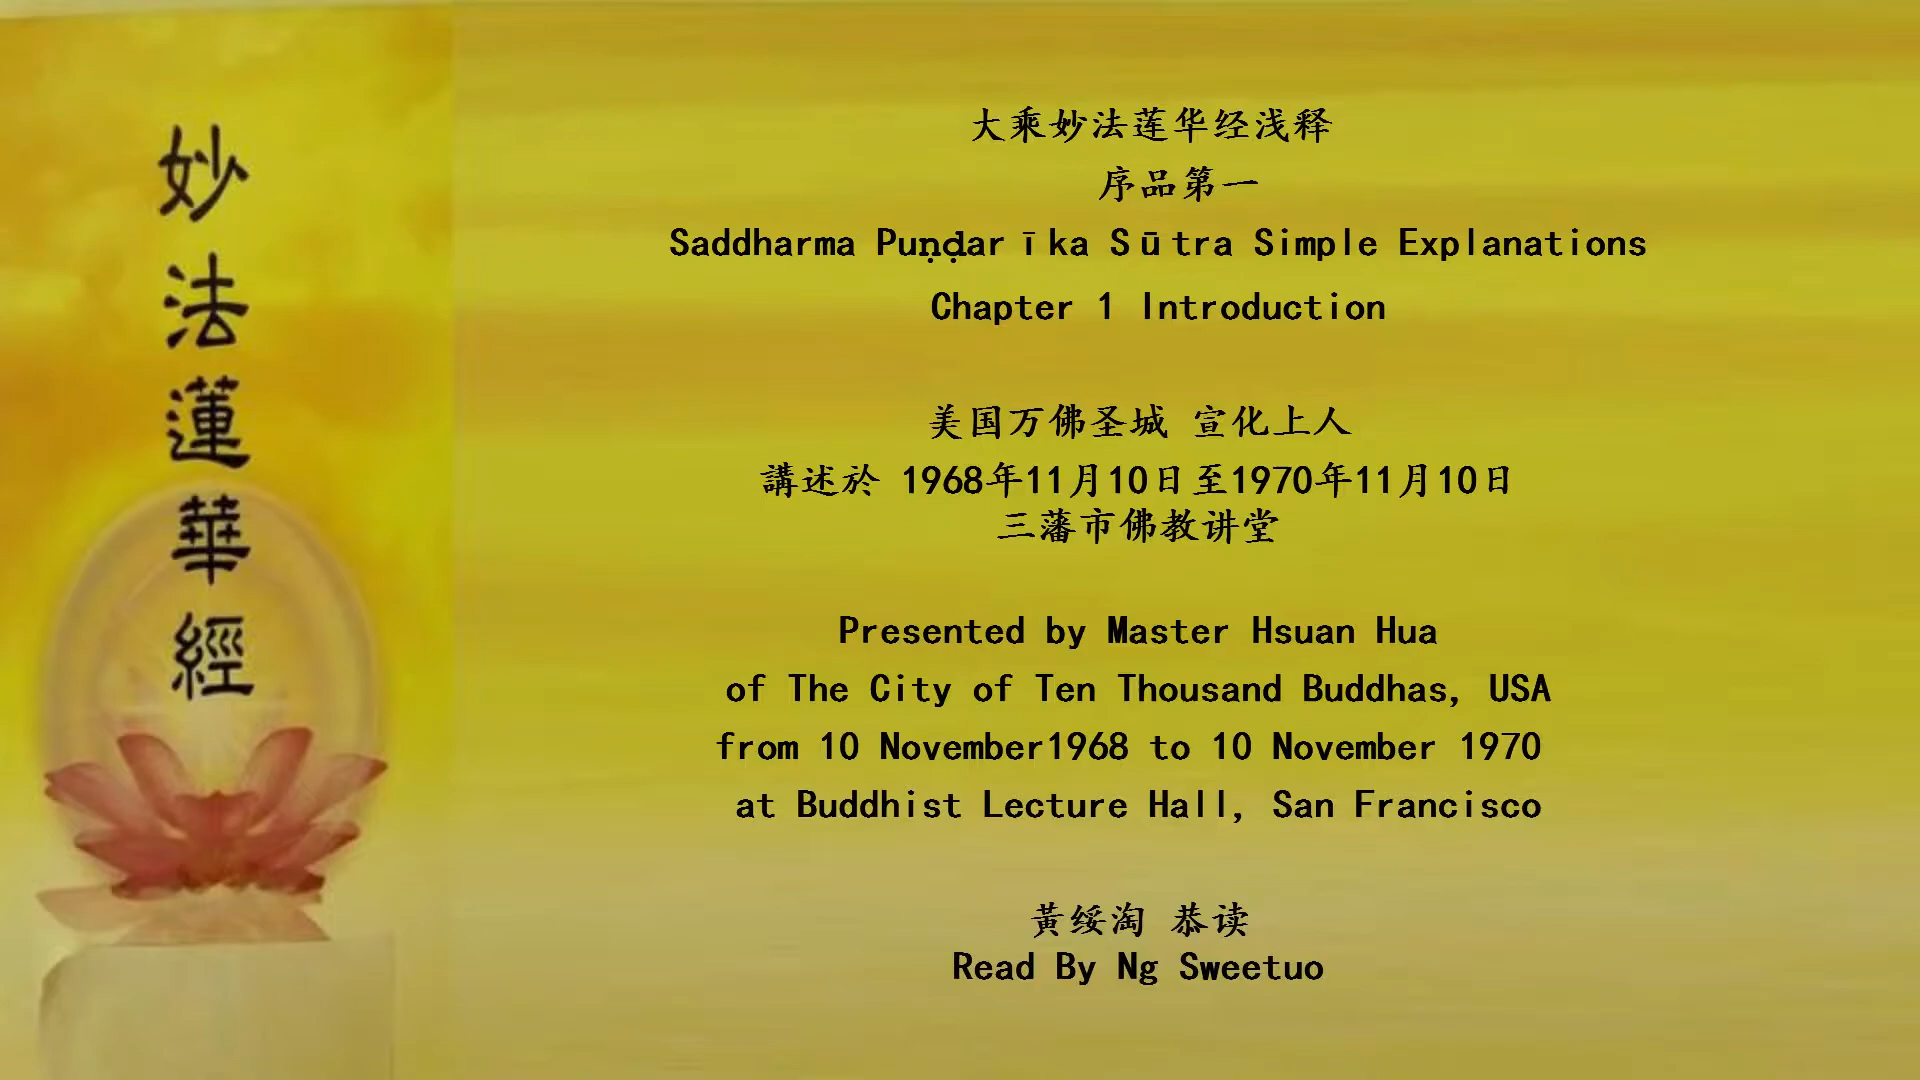 妙法蓮華經
大乘妙法莲华经浅释
序品第一
Saddharma Puṇḍarīka Sūtra Simple Explanations
Chapter 1 Introduction
美国万佛圣城 宣化上人
講述於 1968年11月10日至1970年11月10日
三藩市佛教讲堂
Presented by Master Hsuan Hua
of The City of Ten Thousand Buddhas, USA
from 10 November1968 to 10 November 1970
at Buddhist Lecture Hall, San Francisco
黃绥淘 恭读
Read By Ng Sweetuo